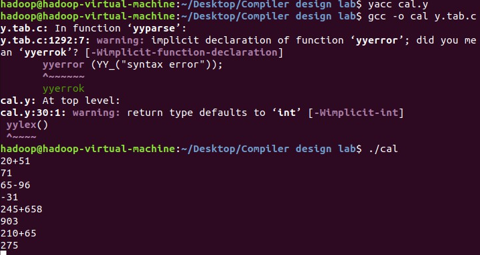 hadoop@hadoop-virtual-machine:~/Desktop/Compiler design lab$ yacc cal.y
hadoop@hadoop-virtual-machine:~/Desktop/Compiler design lab$ gcc -o cal y.tab.c
y.tab.c: In function ‘yyparse’:
y.tab.c:1292:7: warning: implicit declaration of function ‘yyerror’; did you me
an ‘yyerrok’? [-Wimplicit-function-declaration]
       yyerror (YY_("syntax error"));
       ^~~~~~~
       yyerrok
cal.y: At top level:
cal.y:30:1: warning: return type defaults to ‘int’ [-Wimplicit-int]
 yylex()
 ^~~~~
hadoop@hadoop-virtual-machine:~/Desktop/Compiler design lab$ ./cal
20+51
71
65-96
-31
245+658
903
210+65
275